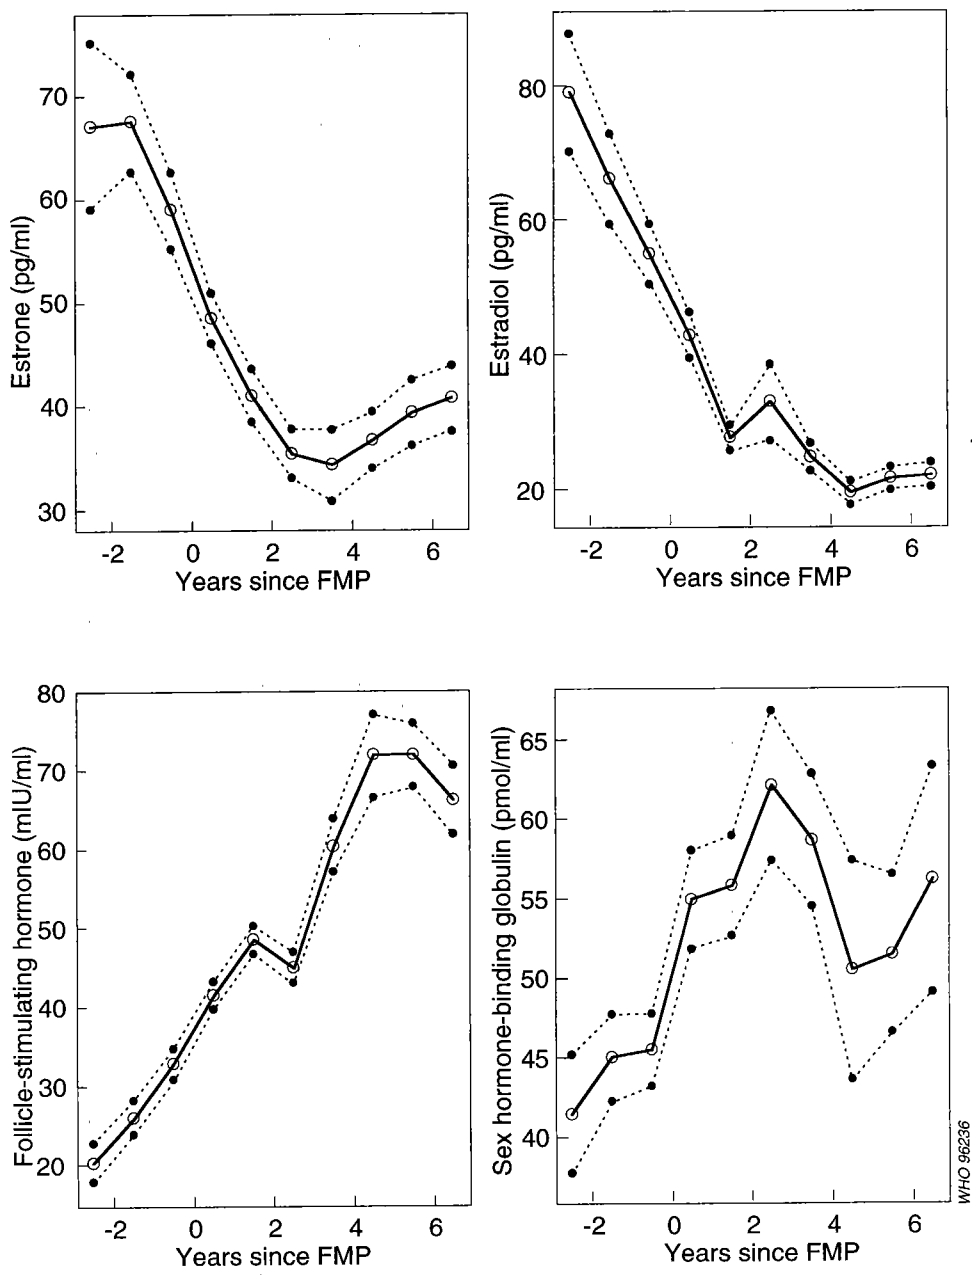 Estrone (pg/ml)
70
60
50
40
30
-2 0 2 4 6
Years since FMP
Estradiol (pg/ml)
80
60
40
20
-2 0 2 4 6
Years since FMP
Follicle-stimulating hormone (mIU/ml)
80
70
60
50
40
30
20
-2 0 2 4 6
Years since FMP
Sex hormone-binding globulin (pmol/ml)
65
60
55
50
45
40
-2 0 2 4 6
Years since FMP
WHO 96236